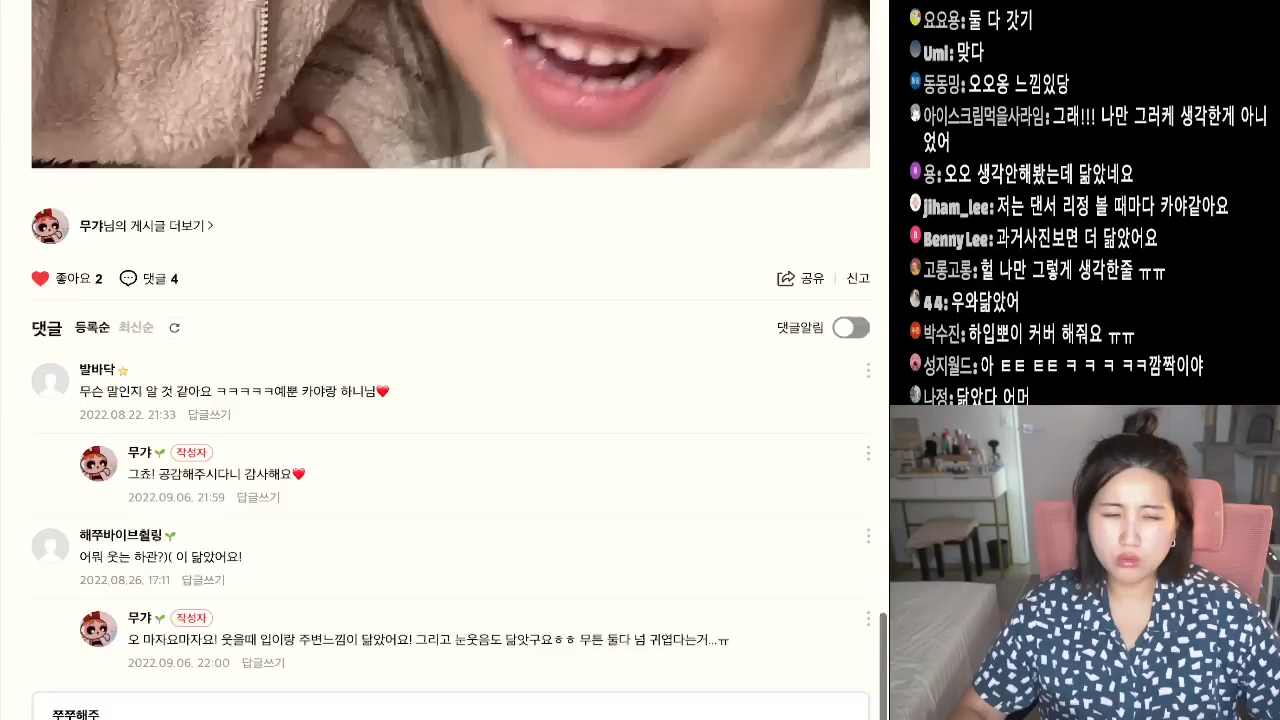 무갸님의 게시글 더보기 >
좋아요 2 댓글 4
공유 신고
댓글 등록순 최신순
댓글알림
발바닥
무슨 말인지 알 것 같아요 ㅋㅋㅋㅋㅋ예쁜 카야랑 하니님❤️
2022.08.22. 21:33 답글쓰기
무갸 작성자
그쵸! 공감해주시다니 감사해요❤️
2022.09.06. 21:59 답글쓰기
해쭈바이브췰링
어뭐 웃는 하관?)( 이 닮았어요!
2022.08.26. 17:11 답글쓰기
무갸 작성자
오 마자요마자요! 웃을때 입이랑 주변느낌이 닮았어요! 그리고 눈웃음도 닮앗구요ㅎㅎ 무튼 둘다 넘 귀엽다는거...ㅠ
2022.09.06. 22:00 답글쓰기
쭈쭈해주
요요용: 둘 다 갓기
Umi: 맞다
동동밍: 오오옹 느낌있당
아이스크림먹을사라임: 그래!!! 나만 그러케 생각한게 아니
었어
용: 오오 생각안해봤는데 닮았네요
jiham_lee: 저는 댄서 리정 볼 때마다 카야같아요
Benny Lee: 과거사진보면 더 닮았어요
고롱고롱: 헐 나만 그렇게 생각한줄 ㅠㅠ
44: 우와닮았어
박수진: 하입뽀이 커버 해줘요 ㅠㅠ
성지월드: 아 ㅌㅌ ㅌㅌ ㅋ ㅋ ㅋ ㅋㅋ깜짝이야
나정: 닮았다 어머